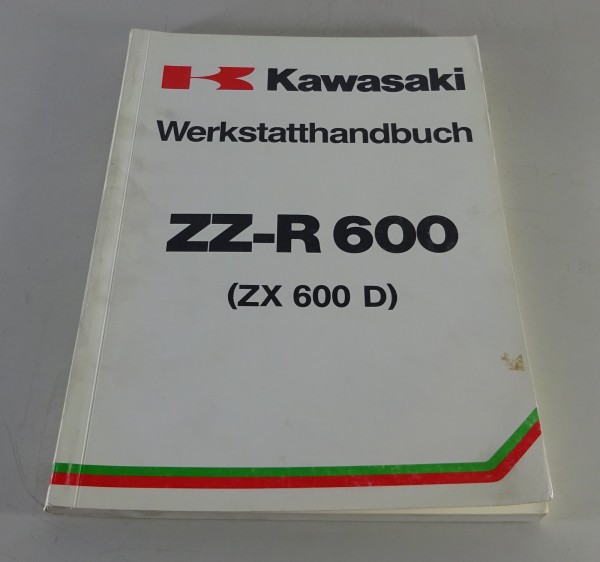 Kawasaki
Werkstatthandbuch
ZZ-R 600
(ZX 600 D)